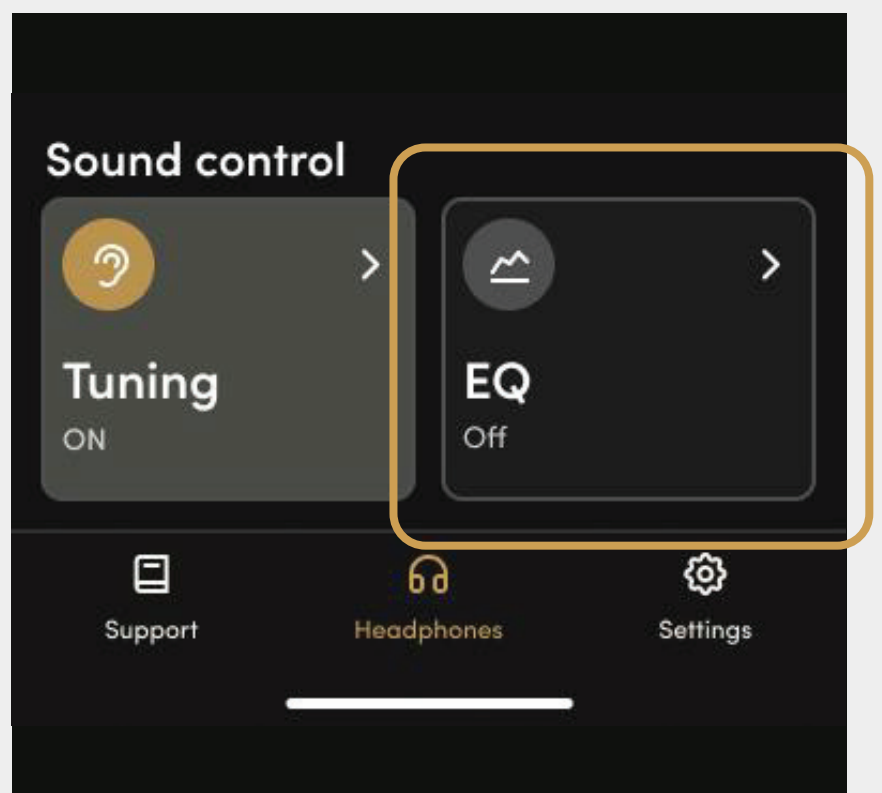 Sound control
Tuning
ON
EQ
Off
Support
Headphones
Settings